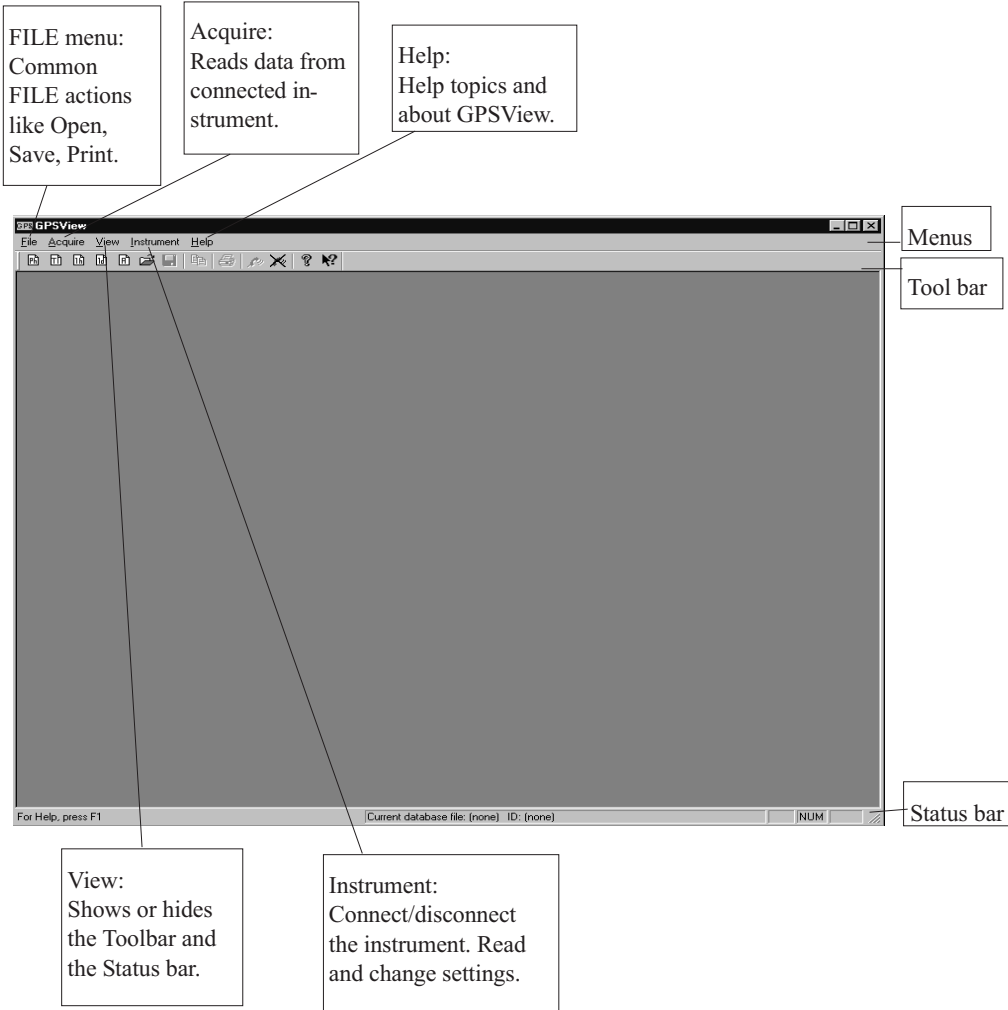 FILE menu:
Common
FILE actions
like Open,
Save, Print.
Acquire:
Reads data from
connected in-
strument.
Help:
Help topics and
about GPSView.
GPS GPSView
File Acquire View Instrument Help
Menus
Tool bar
For Help, press F1
Current database file: (none) ID: (none)
NUM
Status bar
View:
Shows or hides
the Toolbar and
the Status bar.
Instrument:
Connect/disconnect
the instrument. Read
and change settings.